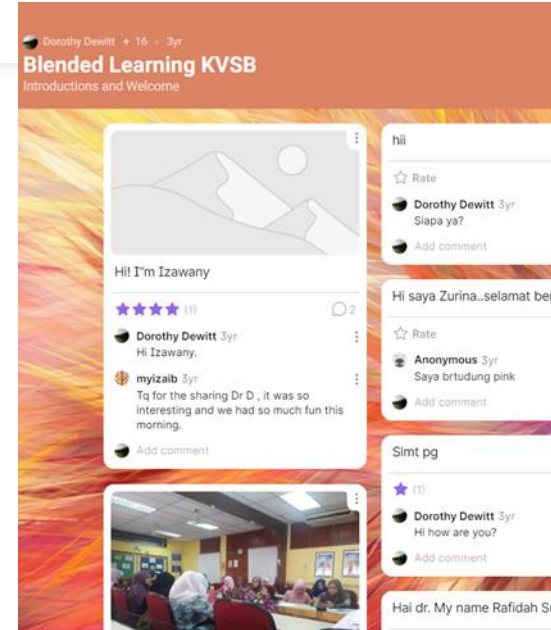 Dorothy Dewitt + 16 • 3yr
Blended Learning KVSB
Introductions and Welcome
Hi! I"m Izawany
(1)
2
Dorothy Dewitt 3yr
Hi Izawany.
myizaib 3yr
Tq for the sharing Dr D , it was so
interesting and we had so much fun this
morning.
Add comment
hii
Rate
Dorothy Dewitt 3yr
Siapa ya?
Add comment
Hi saya Zurina..selamat
Rate
Anonymous 3yr
Saya brtudung pink
Add comment
Slmt pg
(1)
Dorothy Dewitt 3yr
Hi how are you?
Add comment
Hai dr. My name Rafidah